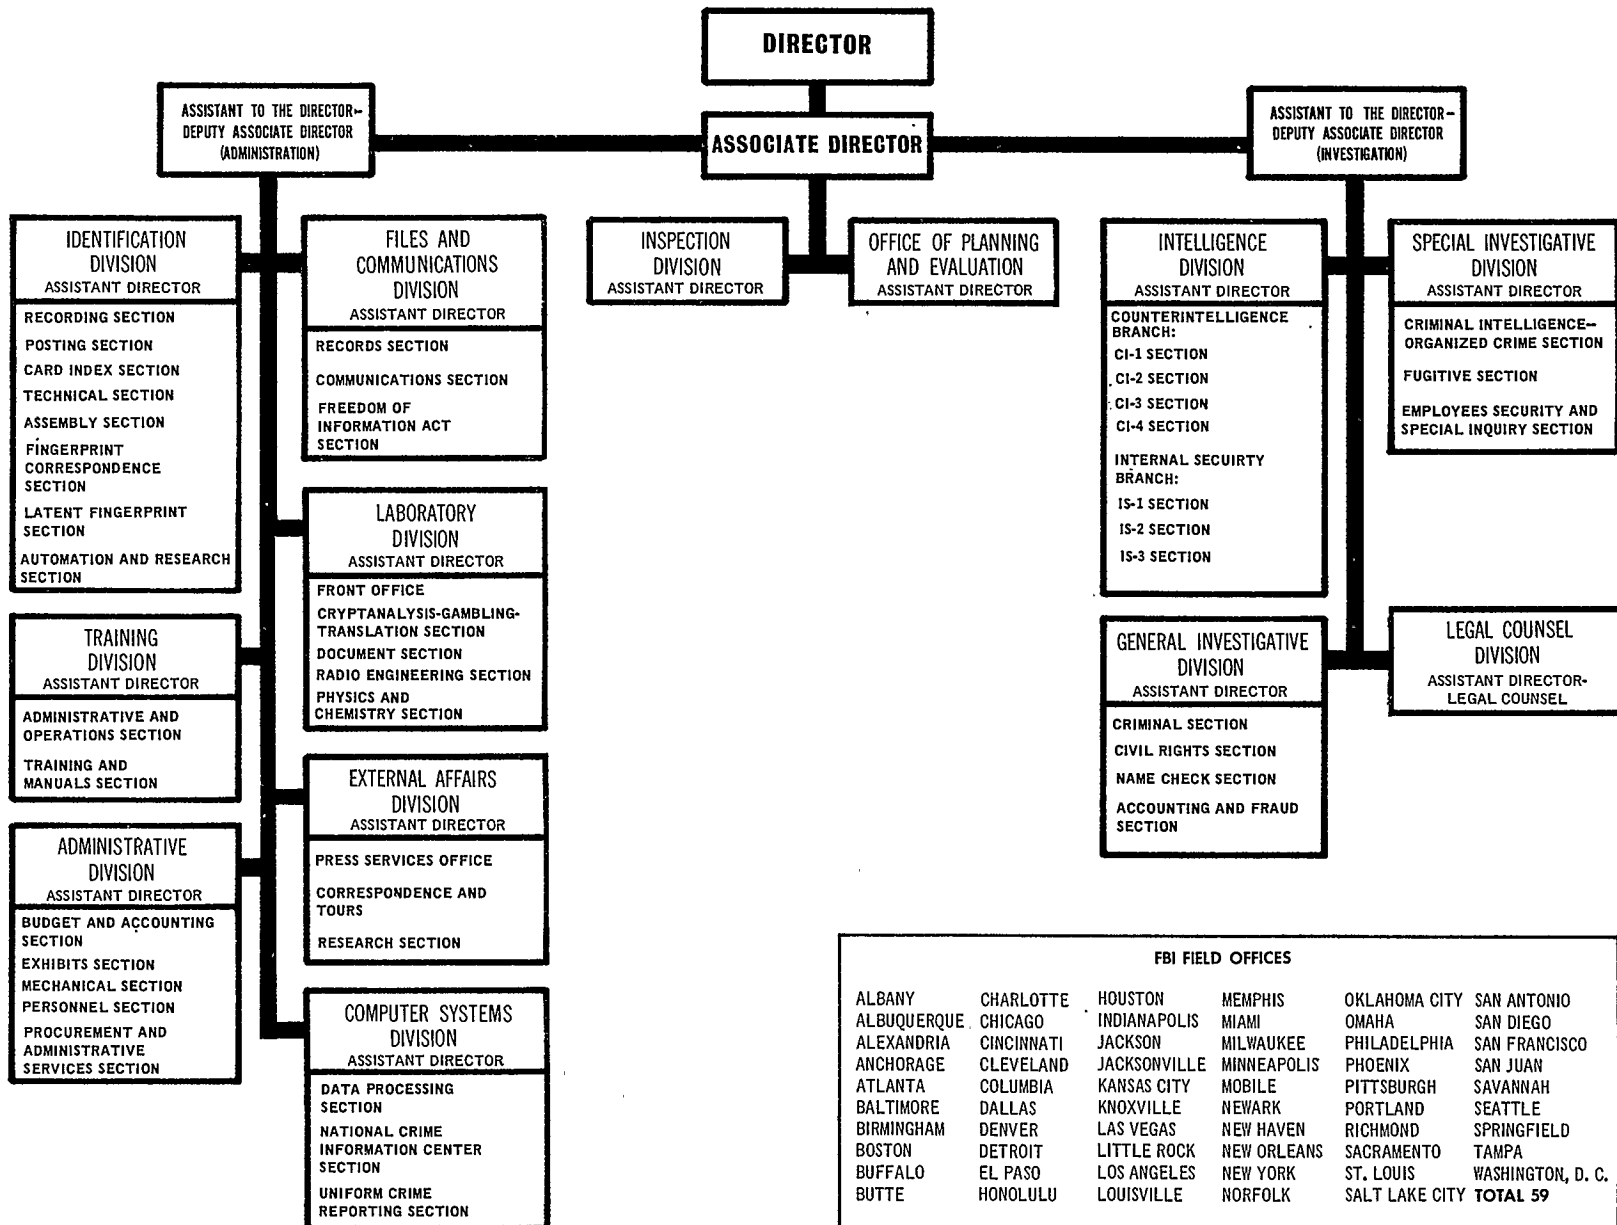 DIRECTOR
ASSOCIATE DIRECTOR
ASSISTANT TO THE DIRECTOR-
DEPUTY ASSOCIATE DIRECTOR
(ADMINISTRATION)
ASSISTANT TO THE DIRECTOR-
DEPUTY ASSOCIATE DIRECTOR
(INVESTIGATION)
IDENTIFICATION
DIVISION
ASSISTANT DIRECTOR
RECORDING SECTION
POSTING SECTION
CARD INDEX SECTION
TECHNICAL SECTION
ASSEMBLY SECTION
FINGERPRINT
CORRESPONDENCE
SECTION
LATENT FINGERPRINT
SECTION
AUTOMATION AND RESEARCH
SECTION
TRAINING
DIVISION
ASSISTANT DIRECTOR
ADMINISTRATIVE AND
OPERATIONS SECTION
TRAINING AND
MANUALS SECTION
ADMINISTRATIVE
DIVISION
ASSISTANT DIRECTOR
BUDGET AND ACCOUNTING
SECTION
EXHIBITS SECTION
MECHANICAL SECTION
PERSONNEL SECTION
PROCUREMENT AND
ADMINISTRATIVE
SERVICES SECTION
FILES AND
COMMUNICATIONS
DIVISION
ASSISTANT DIRECTOR
RECORDS SECTION
COMMUNICATIONS SECTION
FREEDOM OF
INFORMATION ACT
SECTION
LABORATORY
DIVISION
ASSISTANT DIRECTOR
FRONT OFFICE
CRYPTANALYSIS-GAMBLING-
TRANSLATION SECTION
DOCUMENT SECTION
RADIO ENGINEERING SECTION
PHYSICS AND
CHEMISTRY SECTION
EXTERNAL AFFAIRS
DIVISION
ASSISTANT DIRECTOR
PRESS SERVICES OFFICE
CORRESPONDENCE AND
TOURS
RESEARCH SECTION
COMPUTER SYSTEMS
DIVISION
ASSISTANT DIRECTOR
DATA PROCESSING
SECTION
NATIONAL CRIME
INFORMATION CENTER
SECTION
UNIFORM CRIME
REPORTING SECTION
INSPECTION
DIVISION
ASSISTANT DIRECTOR
OFFICE OF PLANNING
AND EVALUATION
ASSISTANT DIRECTOR
INTELLIGENCE
DIVISION
ASSISTANT DIRECTOR
COUNTERINTELLIGENCE
BRANCH:
CI-1 SECTION
CI-2 SECTION
CI-3 SECTION
CI-4 SECTION
INTERNAL SECUIRTY
BRANCH:
IS-1 SECTION
IS-2 SECTION
IS-3 SECTION
SPECIAL INVESTIGATIVE
DIVISION
ASSISTANT DIRECTOR
CRIMINAL INTELLIGENCE--
ORGANIZED CRIME SECTION
FUGITIVE SECTION
EMPLOYEES SECURITY AND
SPECIAL INQUIRY SECTION
GENERAL INVESTIGATIVE
DIVISION
ASSISTANT DIRECTOR
CRIMINAL SECTION
CIVIL RIGHTS SECTION
NAME CHECK SECTION
ACCOUNTING AND FRAUD
SECTION
LEGAL COUNSEL
DIVISION
ASSISTANT DIRECTOR-
LEGAL COUNSEL
FBI FIELD OFFICES
ALBANY CHARLOTTE HOUSTON MEMPHIS OKLAHOMA CITY SAN ANTONIO
ALBUQUERQUE CHICAGO INDIANAPOLIS MIAMI OMAHA SAN DIEGO
ALEXANDRIA CINCINNATI JACKSON MILWAUKEE PHILADELPHIA SAN FRANCISCO
ANCHORAGE CLEVELAND JACKSONVILLE MINNEAPOLIS PHOENIX SAN JUAN
ATLANTA COLUMBIA KANSAS CITY MOBILE PITTSBURGH SAVANNAH
BALTIMORE DALLAS KNOXVILLE NEWARK PORTLAND SEATTLE
BIRMINGHAM DENVER LAS VEGAS NEW HAVEN RICHMOND SPRINGFIELD
BOSTON DETROIT LITTLE ROCK NEW ORLEANS SACRAMENTO TAMPA
BUFFALO EL PASO LOS ANGELES NEW YORK ST. LOUIS WASHINGTON, D. C.
BUTTE HONOLULU LOUISVILLE NORFOLK SALT LAKE CITY TOTAL 59